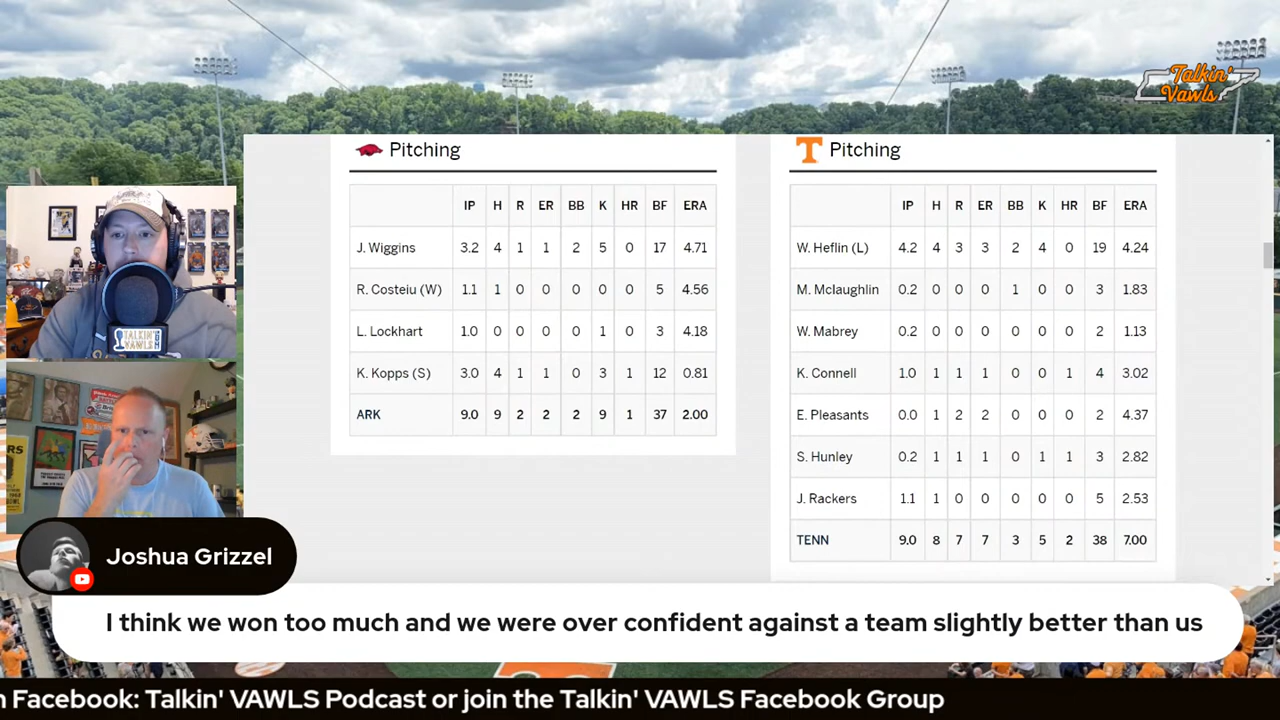 Talkin'
Vawls
Pitching
IP H R ER BB K HR BF ERA
J. Wiggins 3.2 4 1 1 2 5 0 17 4.71
R. Costeiu (W) 1.1 1 0 0 0 0 0 5 4.56
L. Lockhart 1.0 0 0 0 0 1 0 3 4.18
K. Kopps (S) 3.0 4 1 1 0 3 1 12 0.81
ARK 9.0 9 2 2 2 9 1 37 2.00
T Pitching
IP H R ER BB K HR BF ERA
W. Heflin (L) 4.2 4 3 3 2 4 0 19 4.24
M. Mclaughlin 0.2 0 0 0 1 0 0 3 1.83
W. Mabrey 0.2 0 0 0 0 0 0 2 1.13
K. Connell 1.0 1 1 1 0 0 1 4 3.02
E. Pleasants 0.0 1 2 2 0 0 0 2 4.37
S. Hunley 0.2 1 1 1 0 1 1 3 2.82
J. Rackers 1.1 1 0 0 0 0 0 5 2.53
TENN 9.0 8 7 7 3 5 2 38 7.00
TALKIN'
VAWLS
Joshua Grizzel
I think we won too much and we were over confident against a team slightly better than us
n Facebook: Talkin' VAWLS Podcast or join the Talkin' VAWLS Facebook Group